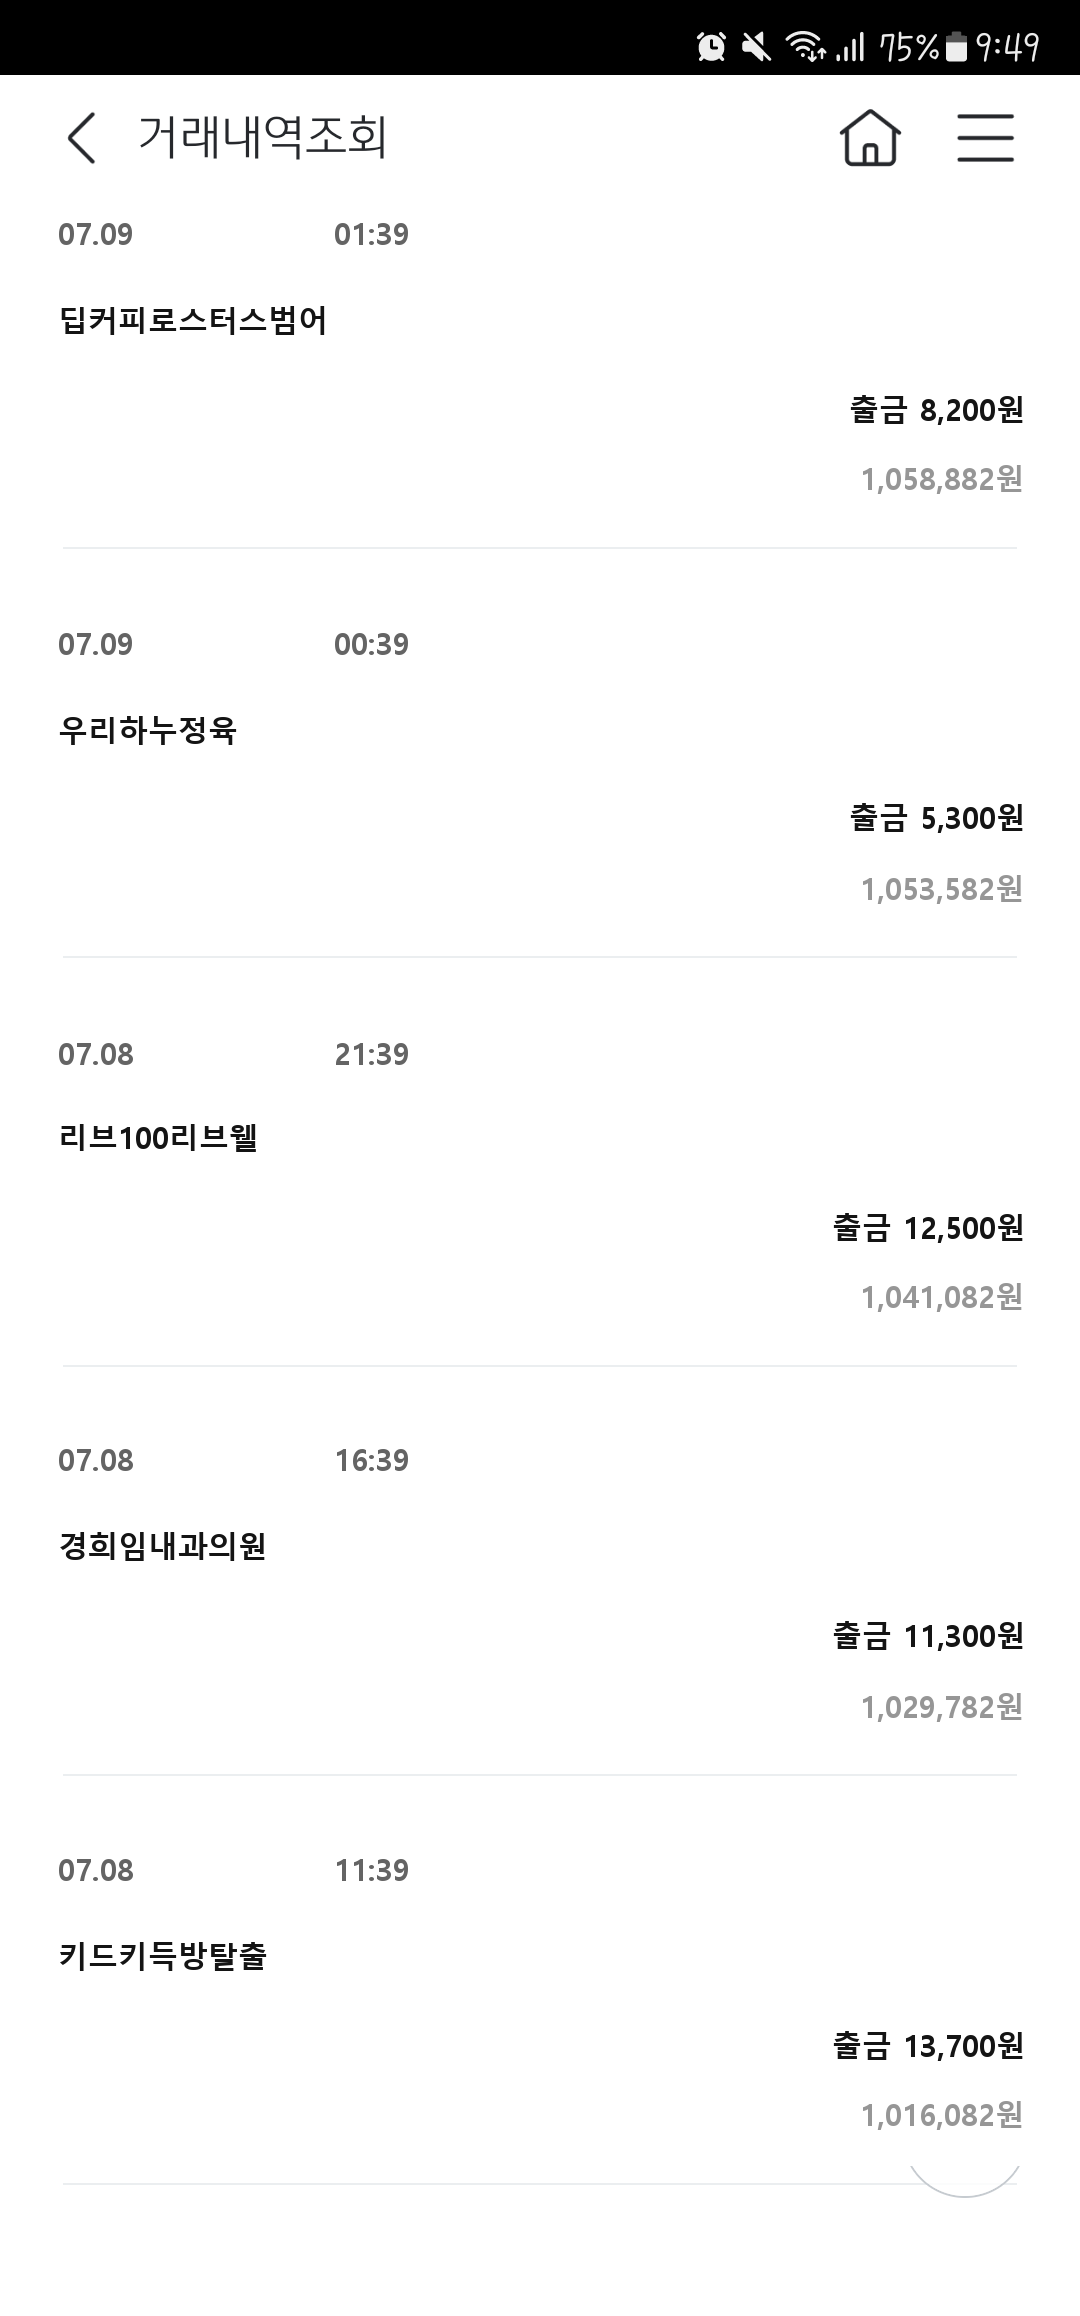 75% 9:49
거래내역조회
07.09 01:39
딥커피로스터스범어
출금 8,200원
1,058,882원
07.09 00:39
우리하누정육
출금 5,300원
1,053,582원
07.08 21:39
리브100리브웰
출금 12,500원
1,041,082원
07.08 16:39
경희임내과의원
출금 11,300원
1,029,782원
07.08 11:39
키드키득방탈출
출금 13,700원
1,016,082원